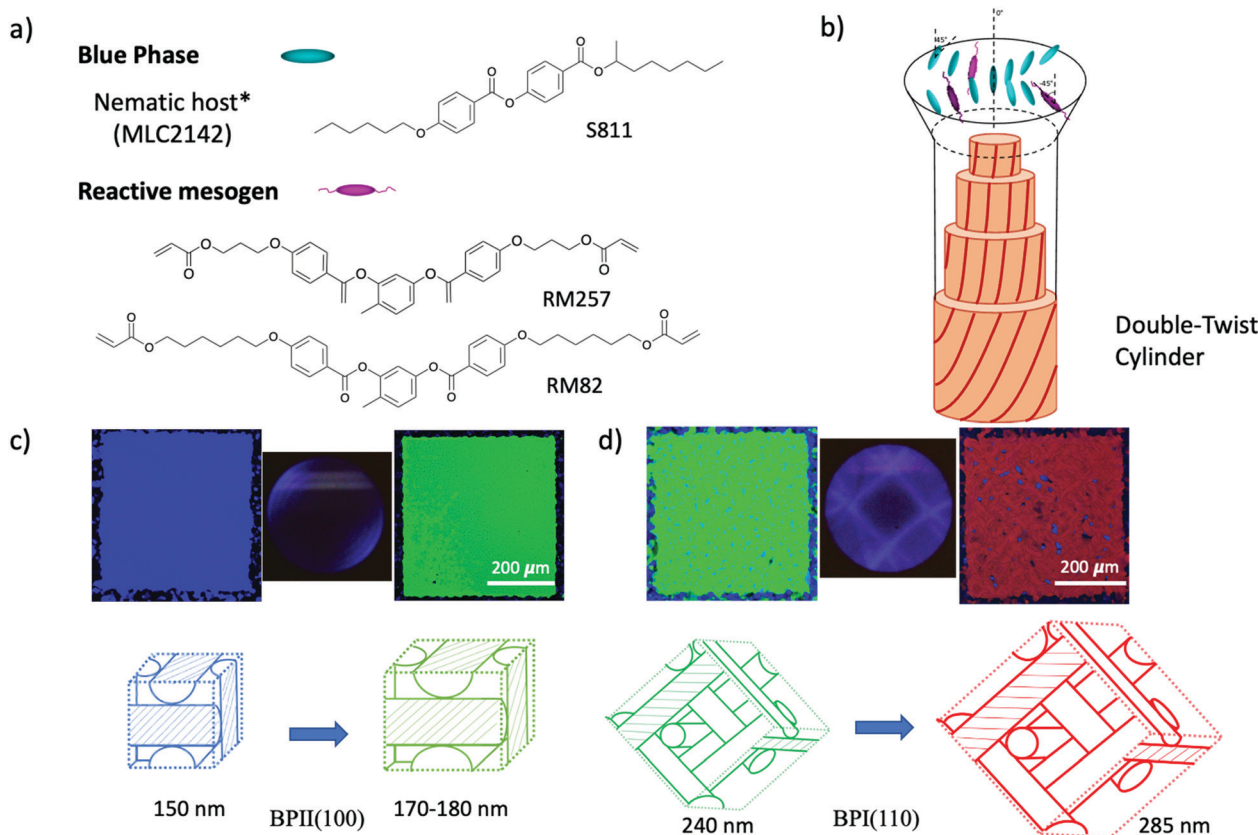 a)
Blue Phase
Nematic host*
(MLC2142)
S811
Reactive mesogen
RM257
RM82
b)
0°
45°
-45°
Double-Twist
Cylinder
c)
200 μm
150 nm
BPII(100)
170-180 nm
d)
200 μm
240 nm
BPI(110)
285 nm